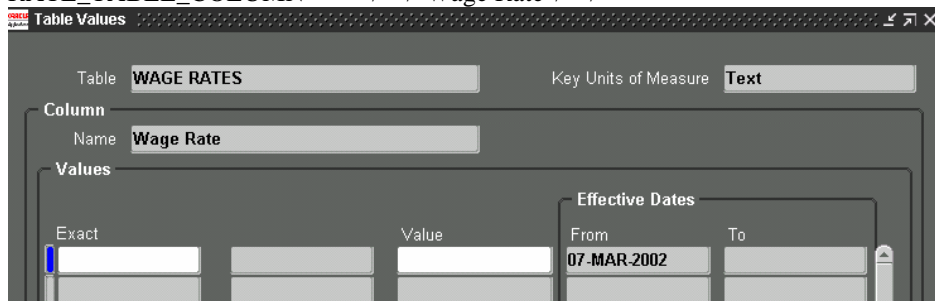 Table Values
Table WAGE RATES Key Units of Measure Text
Column
Name Wage Rate
Values
Effective Dates
Exact Value From To
07-MAR-2002